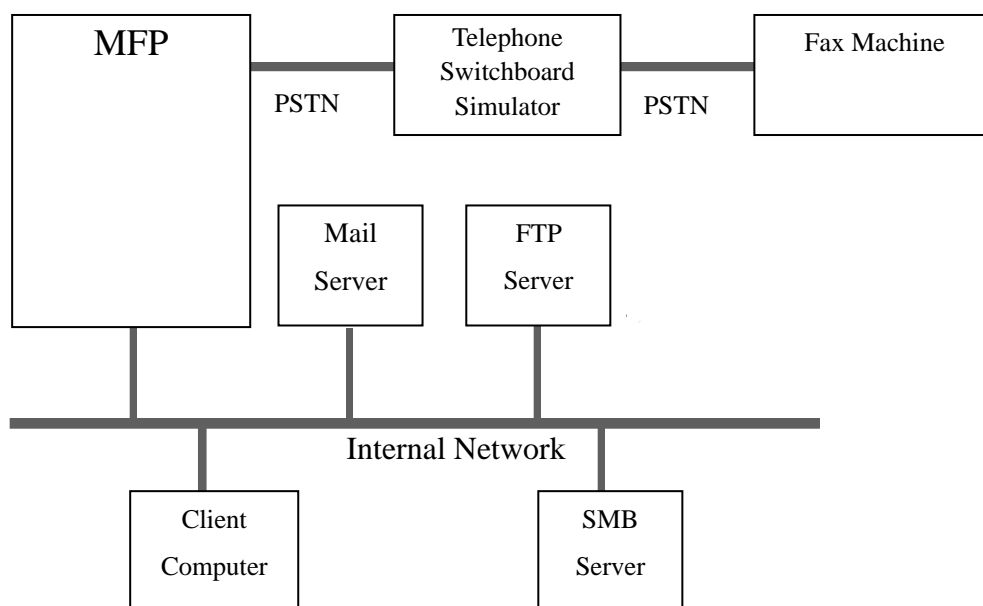 MFP
Telephone
Switchboard
Simulator
Fax Machine
PSTN
PSTN
Mail
Server
FTP
Server
Internal Network
Client
Computer
SMB
Server